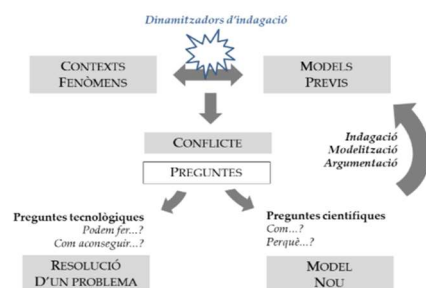 Dinamitzadors d'indagació
CONTEXTS
FENÒMENS
MODELS
PREVIS
CONFLICTE
PREGUNTES
Indagació
Modelització
Argumentació
Preguntes tecnològiques
Podem fer...?
Com aconseguir...?
Preguntes científiques
Com...?
Perquè...?
RESOLUCIÓ
D'UN PROBLEMA
MODEL
NOU